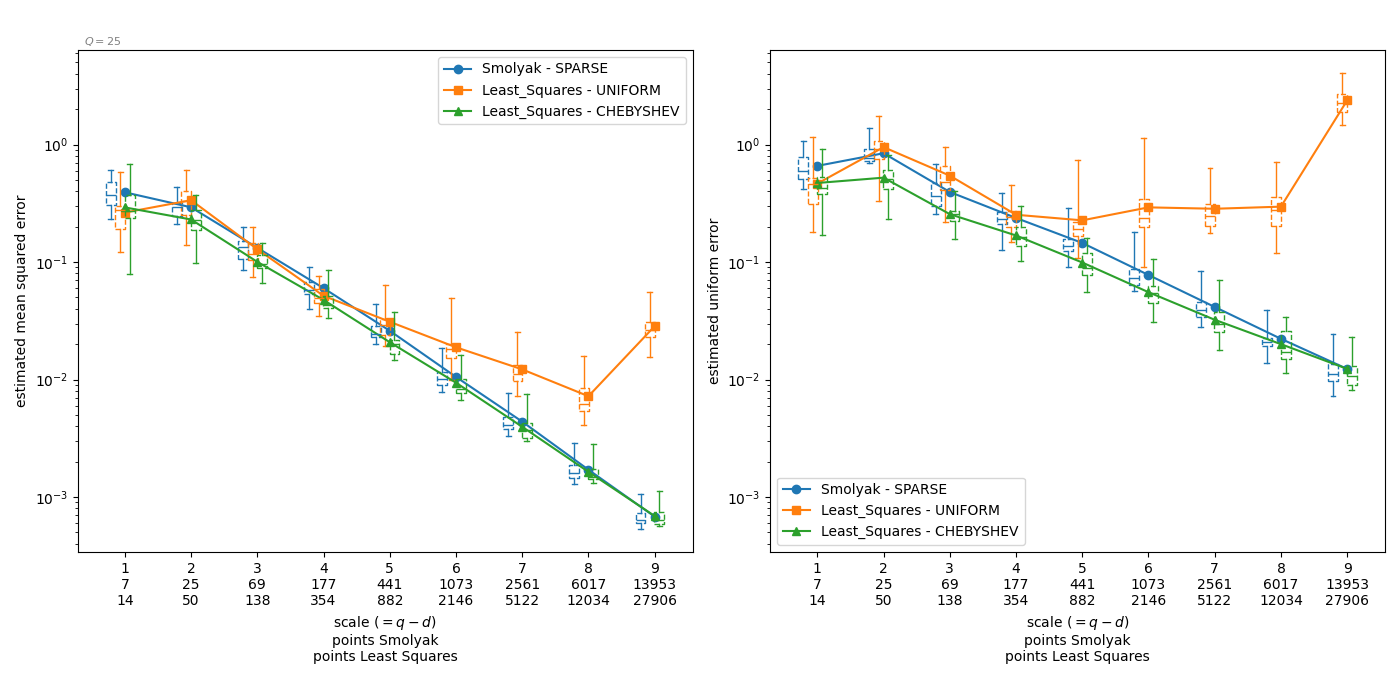 Q = 25
estimated mean squared error
10^0
10^-1
10^-2
10^-3
Smolyak - SPARSE
Least_Squares - UNIFORM
Least_Squares - CHEBYSHEV
1 2 3 4 5 6 7 8 9
7 25 69 177 441 1073 2561 6017 13953
14 50 138 354 882 2146 5122 12034 27906
scale (= q − d)
points Smolyak
points Least Squares
estimated uniform error
10^0
10^-1
10^-2
10^-3
Smolyak - SPARSE
Least_Squares - UNIFORM
Least_Squares - CHEBYSHEV
1 2 3 4 5 6 7 8 9
7 25 69 177 441 1073 2561 6017 13953
14 50 138 354 882 2146 5122 12034 27906
scale (= q − d)
points Smolyak
points Least Squares